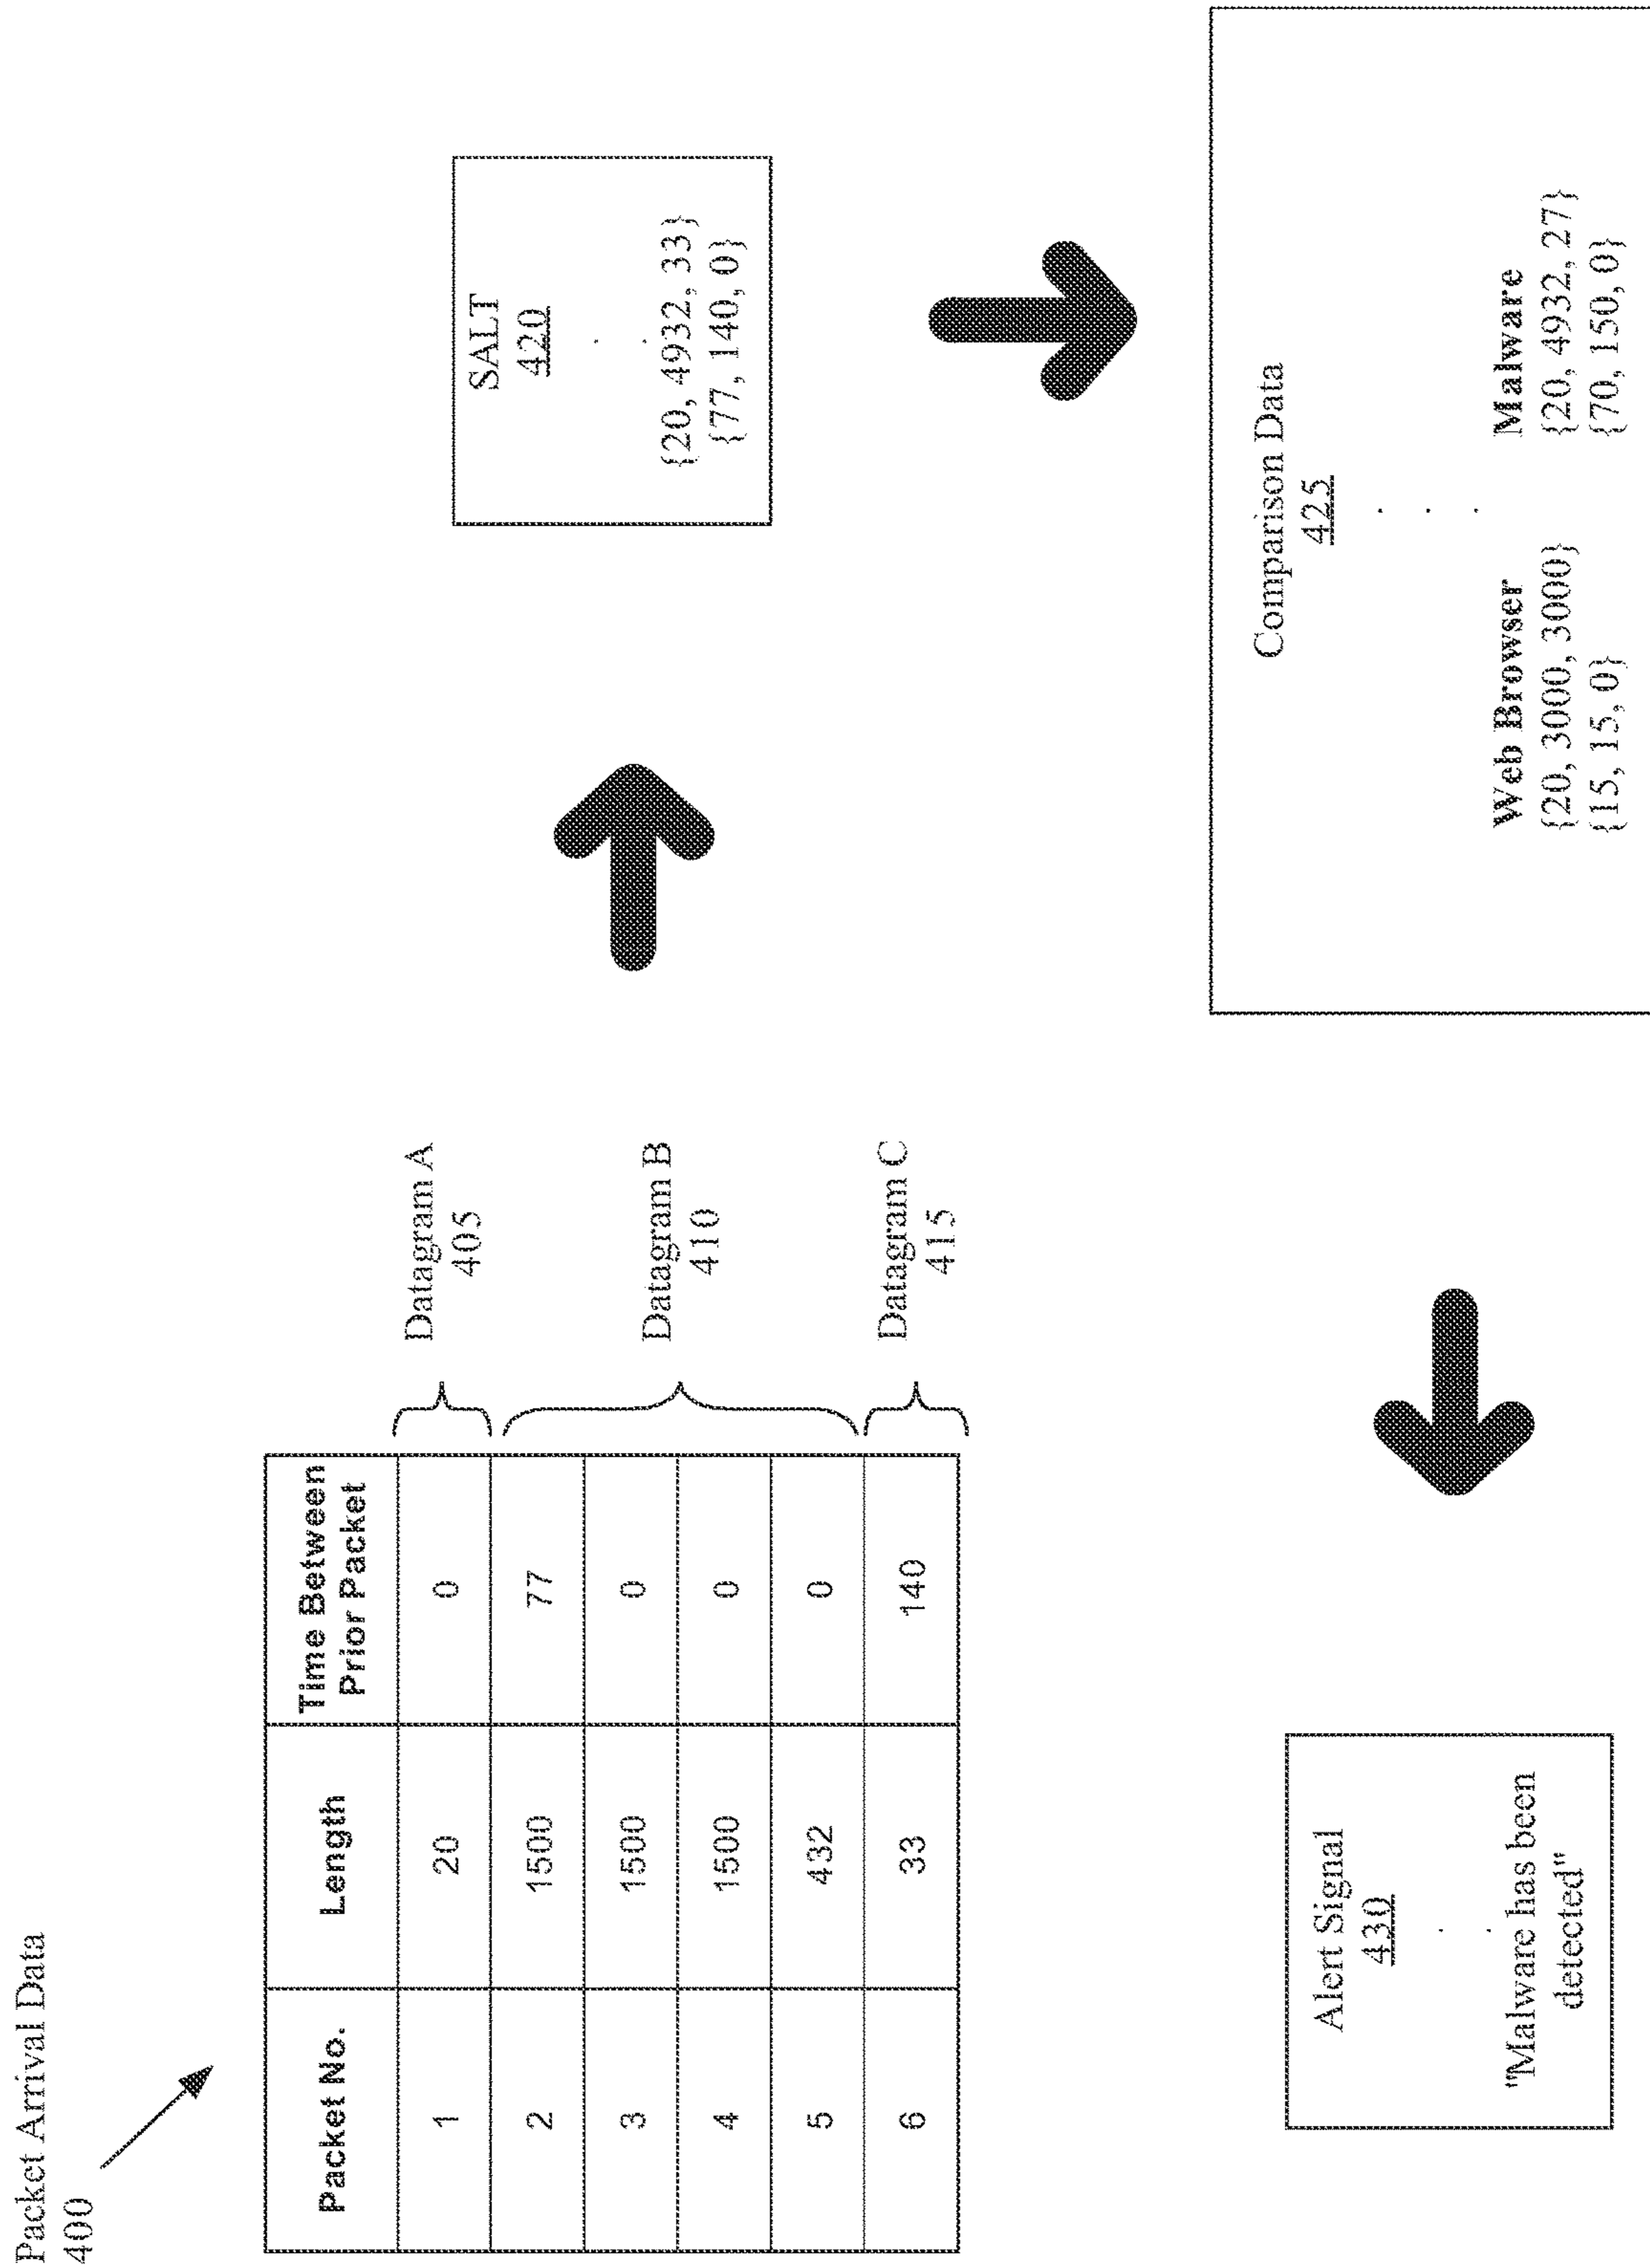 Packet Arrival Data
400
Packet No. Length Time Between
Prior Packet
1 20 0
2 1500 77
3 1500 0
4 1500 0
5 432 0
6 33 140
Datagram A
405
Datagram B
410
Datagram C
415
SALT
420
{20, 4932, 33}
{77, 140, 0}
Comparison Data
425
Web Browser
{20, 3000, 3000}
{15, 15, 0}
Malware
{20, 4932, 27}
{70, 150, 0}
Alert Signal
430
"Malware has been
detected"